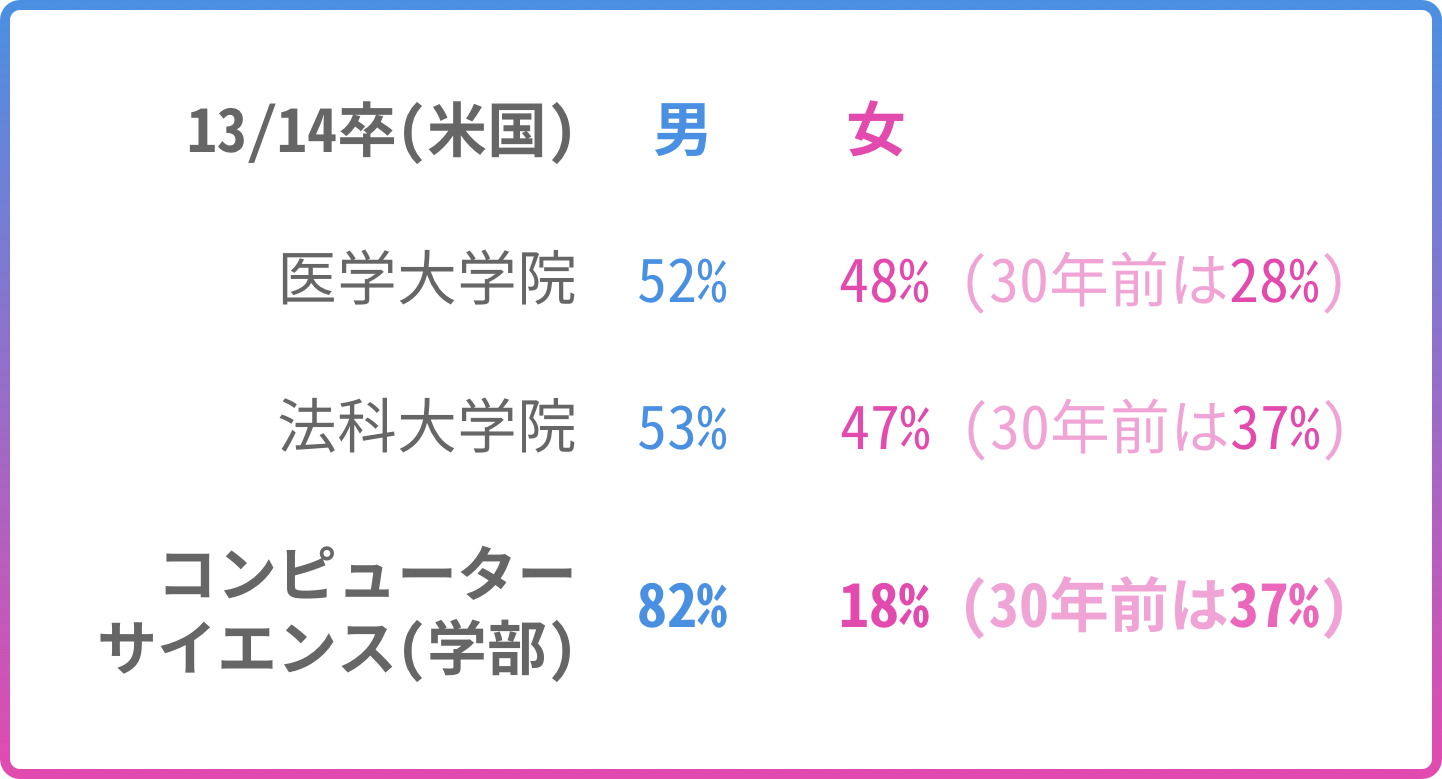 13/14卒(米国) 男 女
医学大学院 52% 48% (30年前は28%)
法科大学院 53% 47% (30年前は37%)
コンピューター
サイエンス(学部) 82% 18% (30年前は37%)